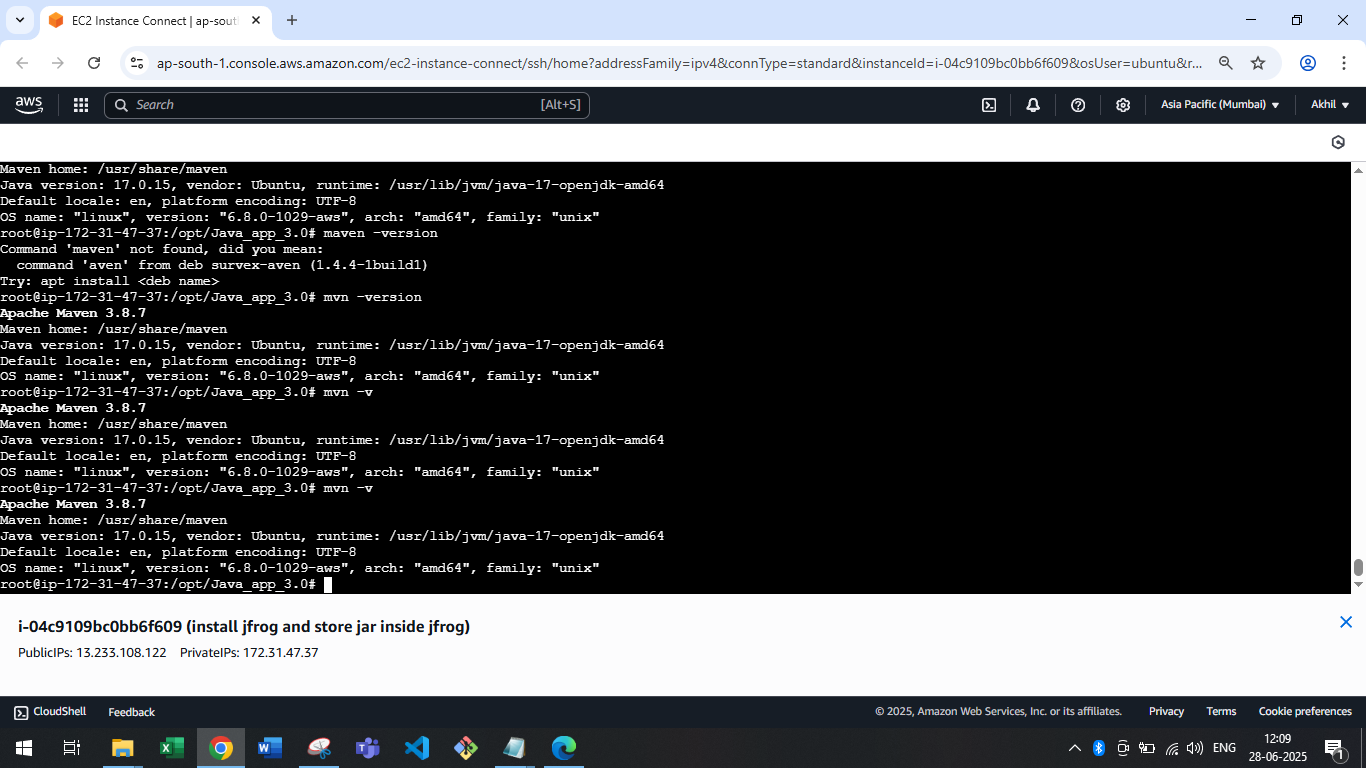 EC2 Instance Connect | ap-sout
ap-south-1.console.aws.amazon.com/ec2-instance-connect/ssh/home?addressFamily=ipv4&connType=standard&instanceId=i-04c9109bc0bb6f609&osUser=ubuntu&r...
aws
Search
[Alt+S]
Asia Pacific (Mumbai)
Akhil
Maven home: /usr/share/maven
Java version: 17.0.15, vendor: Ubuntu, runtime: /usr/lib/jvm/java-17-openjdk-amd64
Default locale: en, platform encoding: UTF-8
OS name: "linux", version: "6.8.0-1029-aws", arch: "amd64", family: "unix"
root@ip-172-31-47-37:/opt/Java_app_3.0# maven -version
Command 'maven' not found, did you mean:
  command 'aven' from deb survex-aven (1.4.4-1build1)
Try: apt install <deb name>
root@ip-172-31-47-37:/opt/Java_app_3.0# mvn -version
Apache Maven 3.8.7
Maven home: /usr/share/maven
Java version: 17.0.15, vendor: Ubuntu, runtime: /usr/lib/jvm/java-17-openjdk-amd64
Default locale: en, platform encoding: UTF-8
OS name: "linux", version: "6.8.0-1029-aws", arch: "amd64", family: "unix"
root@ip-172-31-47-37:/opt/Java_app_3.0# mvn -v
Apache Maven 3.8.7
Maven home: /usr/share/maven
Java version: 17.0.15, vendor: Ubuntu, runtime: /usr/lib/jvm/java-17-openjdk-amd64
Default locale: en, platform encoding: UTF-8
OS name: "linux", version: "6.8.0-1029-aws", arch: "amd64", family: "unix"
root@ip-172-31-47-37:/opt/Java_app_3.0# mvn -v
Apache Maven 3.8.7
Maven home: /usr/share/maven
Java version: 17.0.15, vendor: Ubuntu, runtime: /usr/lib/jvm/java-17-openjdk-amd64
Default locale: en, platform encoding: UTF-8
OS name: "linux", version: "6.8.0-1029-aws", arch: "amd64", family: "unix"
root@ip-172-31-47-37:/opt/Java_app_3.0#
i-04c9109bc0bb6f609 (install jfrog and store jar inside jfrog)
PublicIPs: 13.233.108.122 PrivateIPs: 172.31.47.37
CloudShell
Feedback
© 2025, Amazon Web Services, Inc. or its affiliates.
Privacy
Terms
Cookie preferences
ENG
12:09
28-06-2025
1